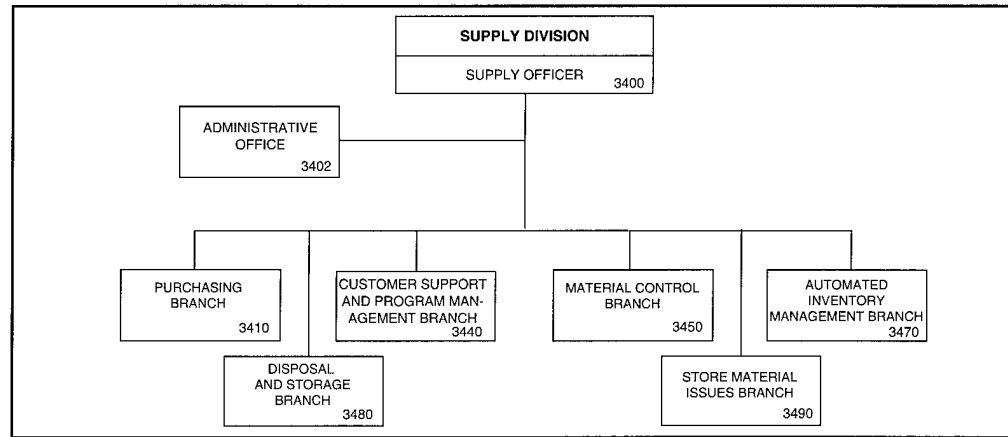 SUPPLY DIVISION
SUPPLY OFFICER
3400
ADMINISTRATIVE
OFFICE
3402
PURCHASING
BRANCH
3410
CUSTOMER SUPPORT
AND PROGRAM MAN-
AGEMENT BRANCH
3440
MATERIAL CONTROL
BRANCH
3450
AUTOMATED
INVENTORY
MANAGEMENT BRANCH
3470
DISPOSAL
AND STORAGE
BRANCH
3480
STORE MATERIAL
ISSUES BRANCH
3490